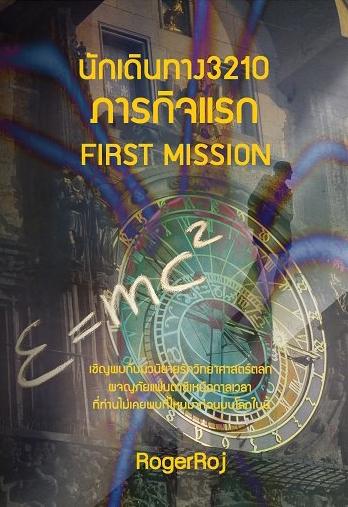 นักเดินทาง3210
ภารกิจแรก
FIRST MISSION
E=mc2
เชิญพบกับนวนิยายรักวิทยาศาสตร์ตลก
ผจญภัยแฟนตาซีเหนือกาลเวลา
ที่ท่านไม่เคยพบที่ไหนมาก่อนบนโลกใบนี้
RogerRoj